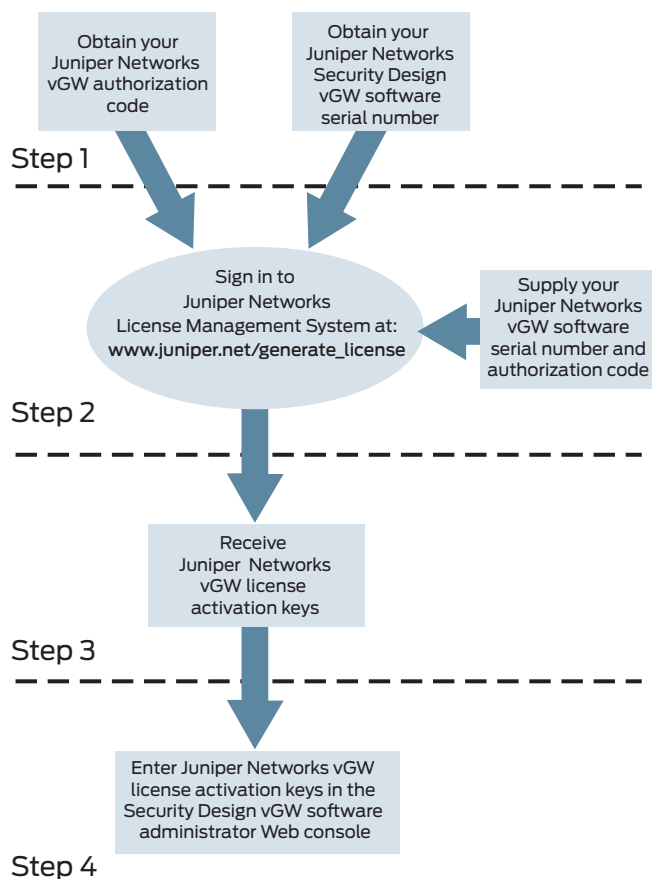 Obtain your
Juniper Networks
vGW authorization
code
Obtain your
Juniper Networks
Security Design
vGW software
serial number
Step 1
Sign in to
Juniper Networks
License Management System at:
www.juniper.net/generate_license
Supply your
Juniper Networks
vGW software
serial number and
authorization code
Step 2
Receive
Juniper Networks
vGW license
activation keys
Step 3
Enter Juniper Networks vGW
license activation keys in the
Security Design vGW software
administrator Web console
Step 4